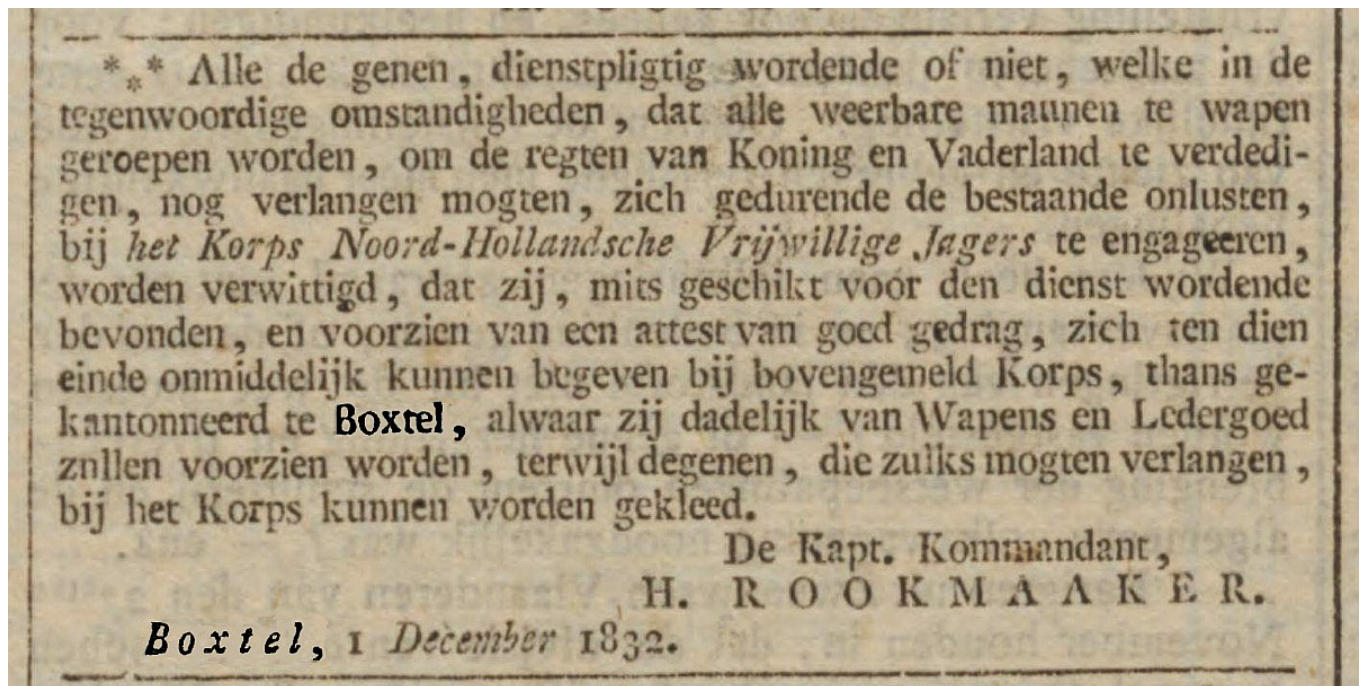 *⁎* Alle de genen, dienstpligtig wordende of niet, welke in de
tegenwoordige omstandigheden, dat alle weerbare mannen te wapen
geroepen worden, om de regten van Koning en Vaderland te verdedi-
gen, nog verlangen mogten, zich gedurende de bestaande onlusten,
bij het Korps Noord-Hollandsche Vrijwillige Jagers te engageeren,
worden verwittigd, dat zij, mits geschikt voor den dienst wordende
bevonden, en voorzien van een attest van goed gedrag, zich ten dien
einde onmiddelijk kunnen begeven bij bovengemeld Korps, thans ge-
kantonneerd te Boxtel, alwaar zij dadelijk van Wapens en Ledergoed
zullen voorzien worden, terwijl degenen, die zulks mogten verlangen,
bij het Korps kunnen worden gekleed.
De Kapt. Kommandant,
H. ROOKMAAKER.
Boxtel, 1 December 1832.